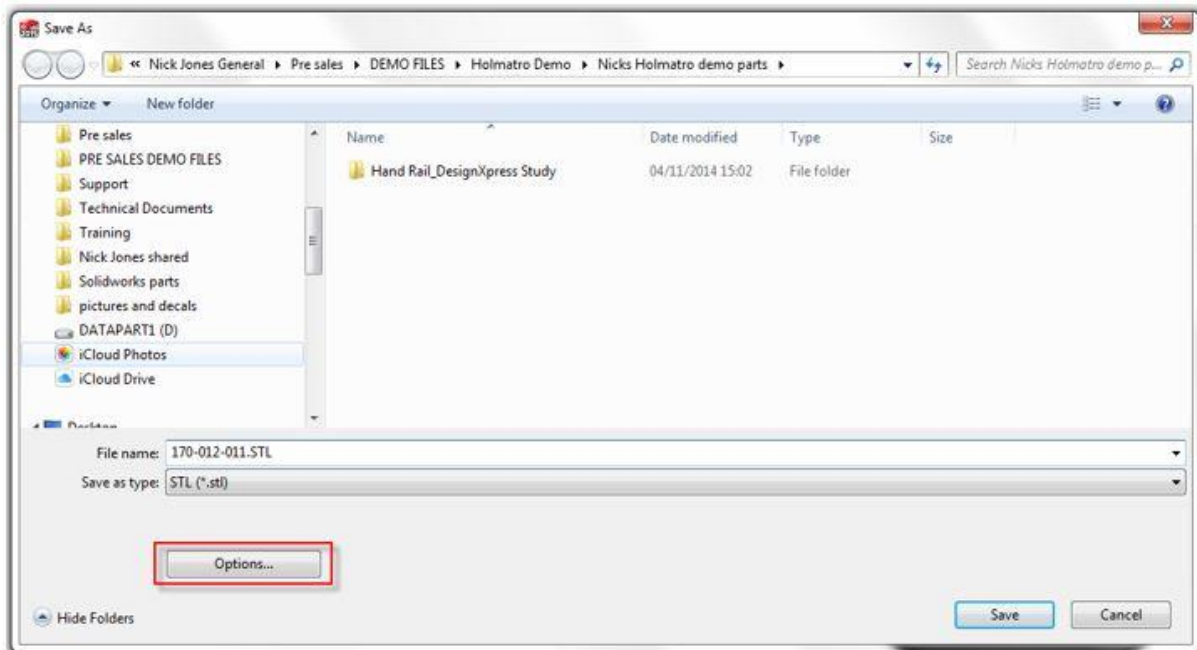 Save As
« Nick Jones General ▸ Pre sales ▸ DEMO FILES ▸ Holmatro Demo ▸ Nicks Holmatro demo parts ▸
Search Nicks Holmatro demo p...
Organize ▾ New folder
Name Date modified Type Size
Pre sales
PRE SALES DEMO FILES
Support
Technical Documents
Training
Nick Jones shared
Solidworks parts
pictures and decals
DATAPART1 (D)
iCloud Photos
iCloud Drive
Desktop
Hand Rail_DesignXpress Study 04/11/2014 15:02 File folder
File name: 170-012-011.STL
Save as type: STL (*.stl)
Options...
Hide Folders
Save Cancel